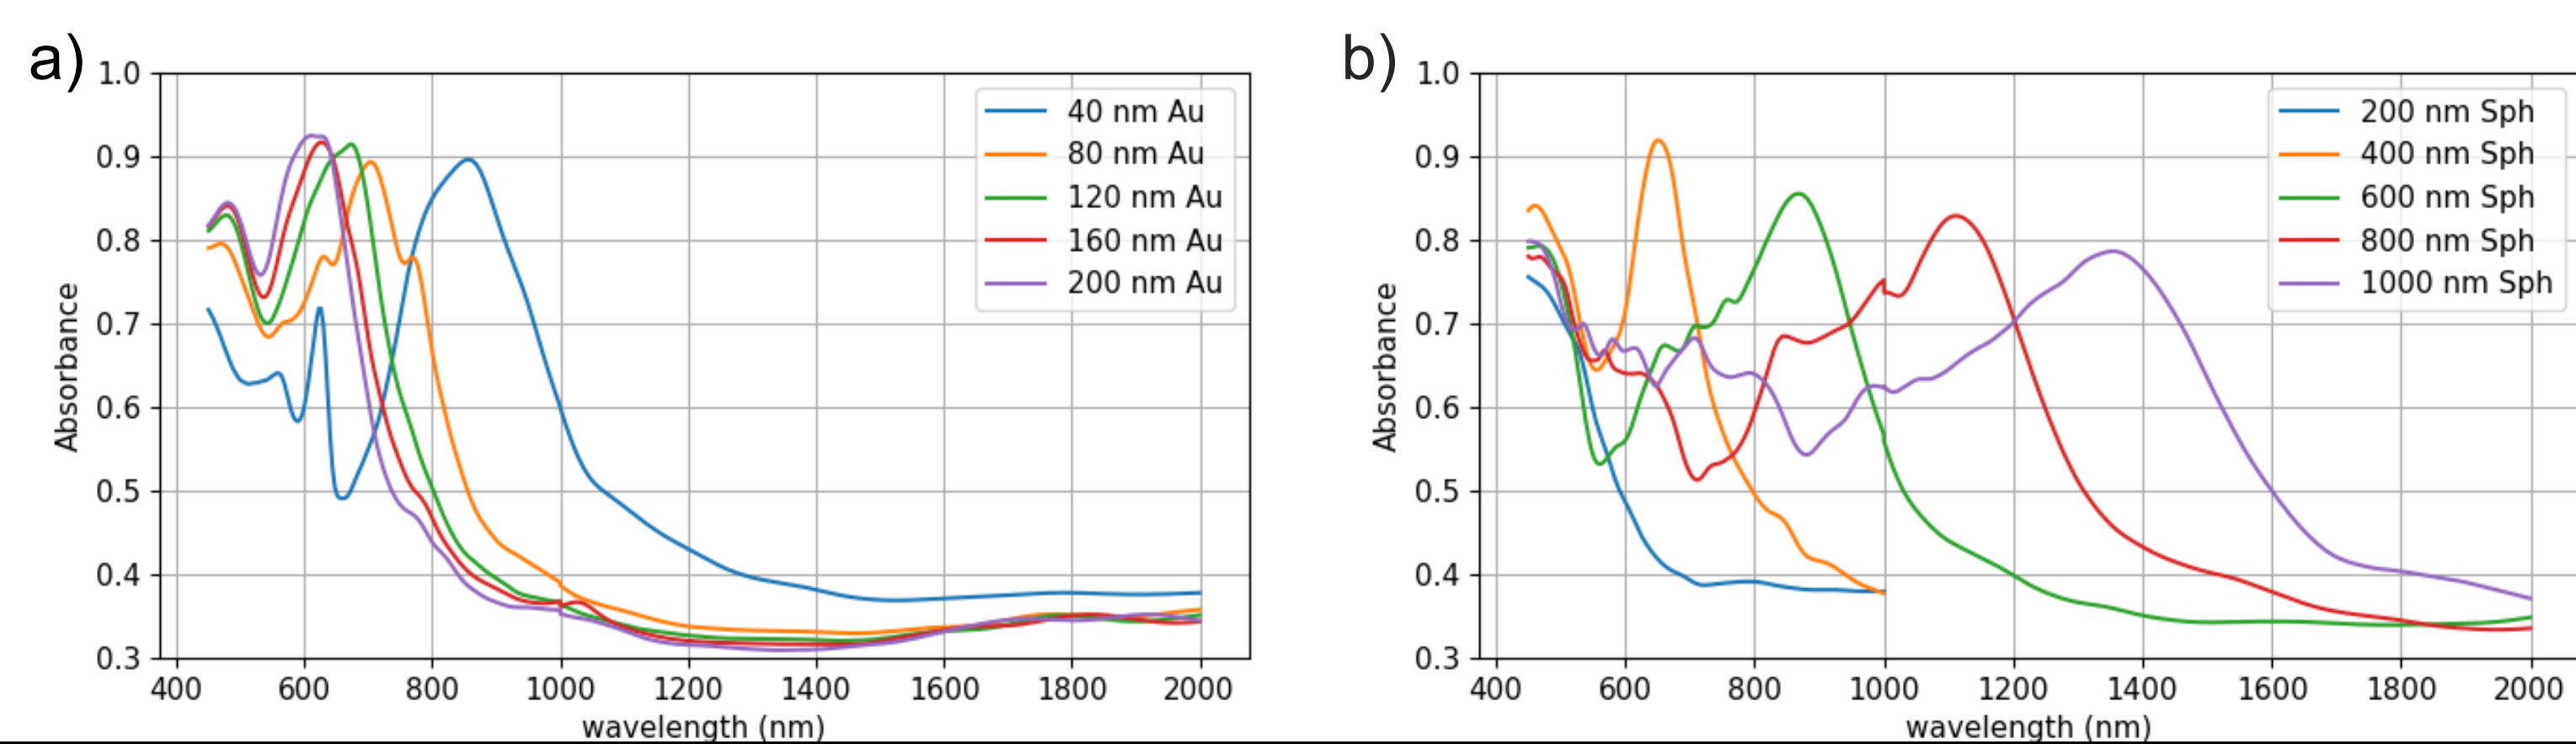 a)
1.0
0.9
0.8
0.7
0.6
0.5
0.4
0.3
Absorbance
400 600 800 1000 1200 1400 1600 1800 2000
wavelength (nm)
40 nm Au
80 nm Au
120 nm Au
160 nm Au
200 nm Au
b)
1.0
0.9
0.8
0.7
0.6
0.5
0.4
0.3
Absorbance
400 600 800 1000 1200 1400 1600 1800 2000
wavelength (nm)
200 nm Sph
400 nm Sph
600 nm Sph
800 nm Sph
1000 nm Sph